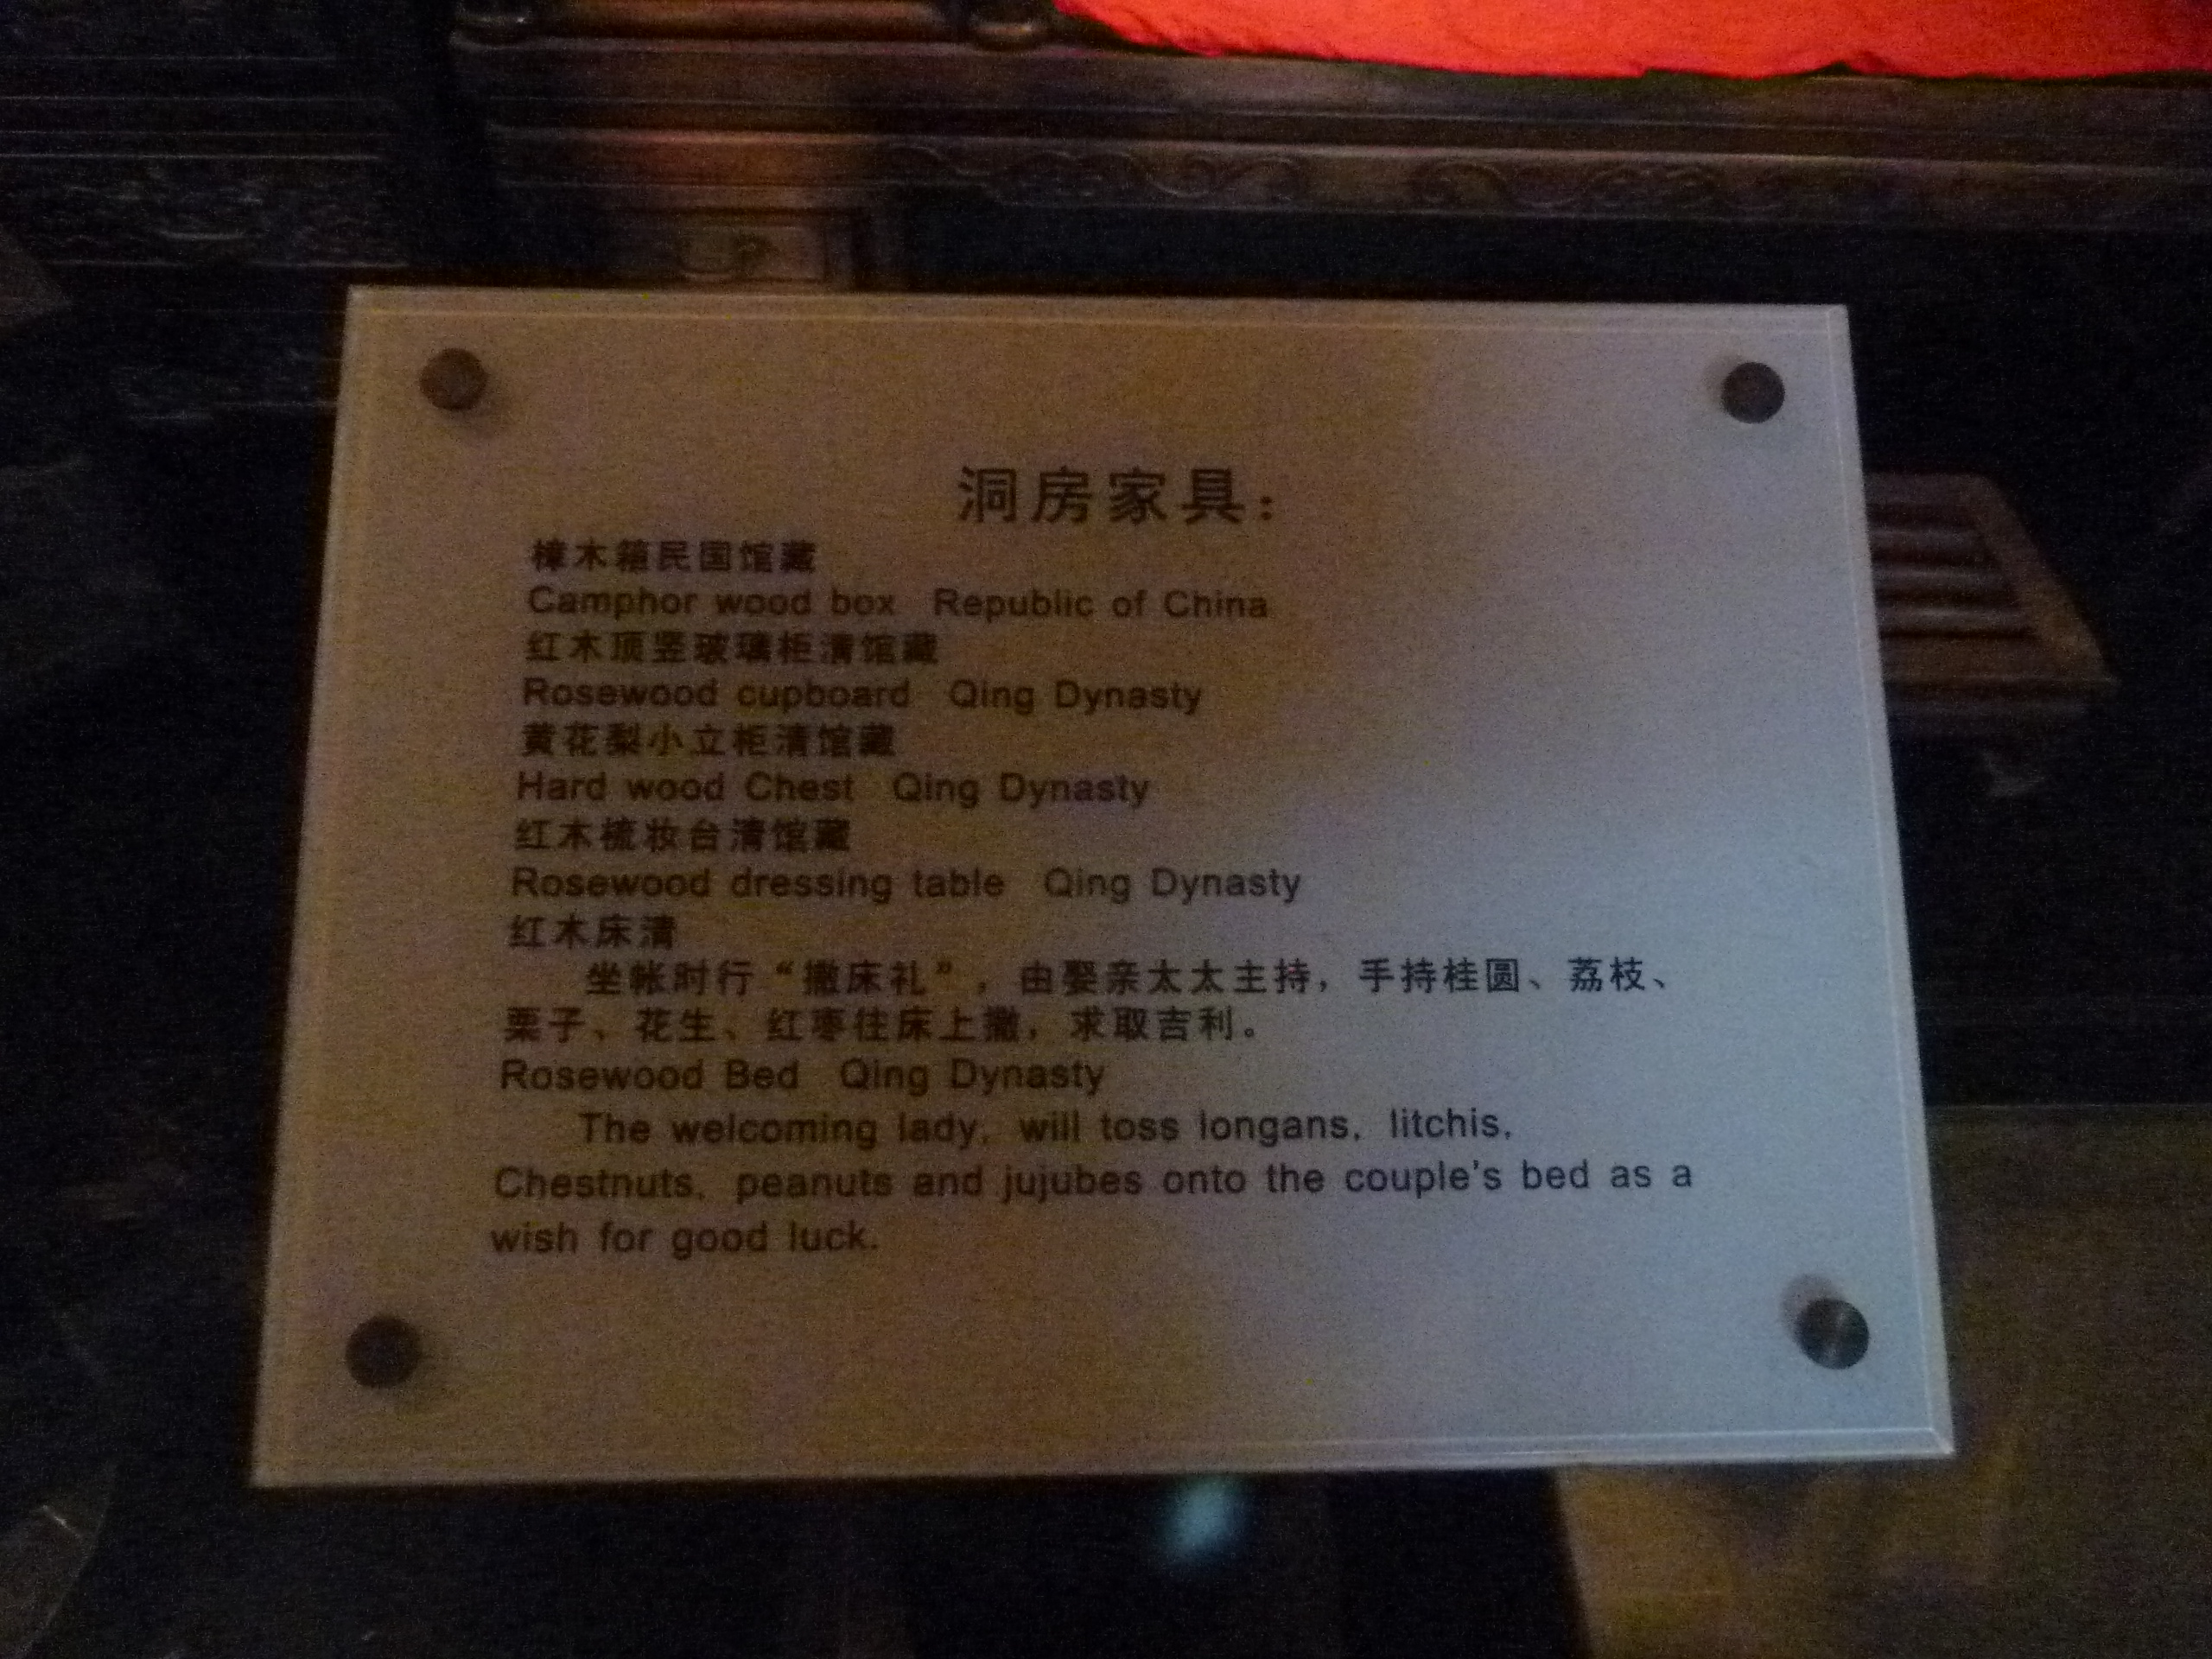 洞房家具：
樟木箱民国馆藏
Camphor wood box Republic of China
红木顶竖玻璃柜清馆藏
Rosewood cupboard Qing Dynasty
黄花梨小立柜清馆藏
Hard wood Chest Qing Dynasty
红木梳妆台清馆藏
Rosewood dressing table Qing Dynasty
红木床清
坐帐时行“撒床礼”，由娶亲太太主持，手持桂圆、荔枝、
栗子、花生、红枣往床上撒，求取吉利。
Rosewood Bed Qing Dynasty
The welcoming lady, will toss longans, litchis,
Chestnuts, peanuts and jujubes onto the couple's bed as a
wish for good luck.